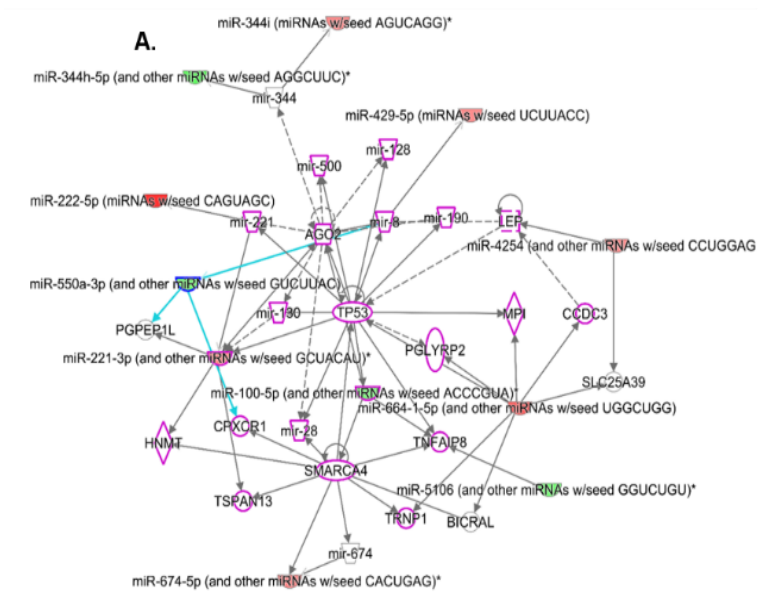 miR-344i (miRNAs w/seed AGUCAGG)*
A.
miR-344h-5p (and other miRNAs w/seed AGGCUUC)*
mir-344
miR-429-5p (miRNAs w/seed UCUUACC)
mir-128
mir-500
miR-222-5p (miRNAs w/seed CAGUAGC)
mir-221
AGO2
mir-8
mir-190
LEP
miR-4254 (and other miRNAs w/seed CCUGGAG
miR-550a-3p (and other miRNAs w/seed GUCUUAC)
mir-130
TP53
MPI
CCDC3
PGPEP1L
PGLYRP2
miR-221-3p (and other miRNAs w/seed GCUACAU)*
SLC25A39
miR-100-5p (and other miRNAs w/seed ACCCGUA)*
miR-664-1-5p (and other miRNAs w/seed UGGCUGG)
CPXCR1
mir-28
HNMT
TNFAIP8
SMARCA4
miR-5106 (and other miRNAs w/seed GGUCUGU)*
TSPAN13
TRNP1
BICRAL
mir-674
miR-674-5p (and other miRNAs w/seed CACUGAG)*